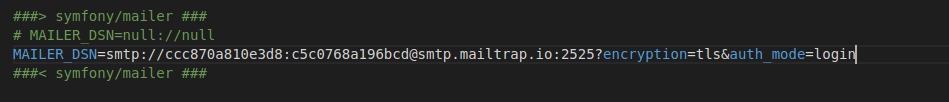 ###> symfony/mailer ###
# MAILER_DSN=null://null
MAILER_DSN=smtp://ccc870a810e3d8:c5c0768a196bcd@smtp.mailtrap.io:2525?encryption=tls&auth_mode=login
###< symfony/mailer ###